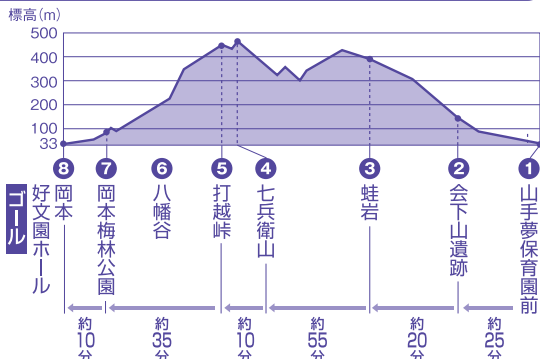 標高(m)
500
400
300
200
100
33
8 7 6 5 4 3 2 1
ゴール
岡本
好文園ホール
岡本梅林公園
八幡谷
打越峠
七兵衛山
蛙岩
会下山遺跡
山手夢保育園前
約10分
約35分
約10分
約55分
約20分
約25分